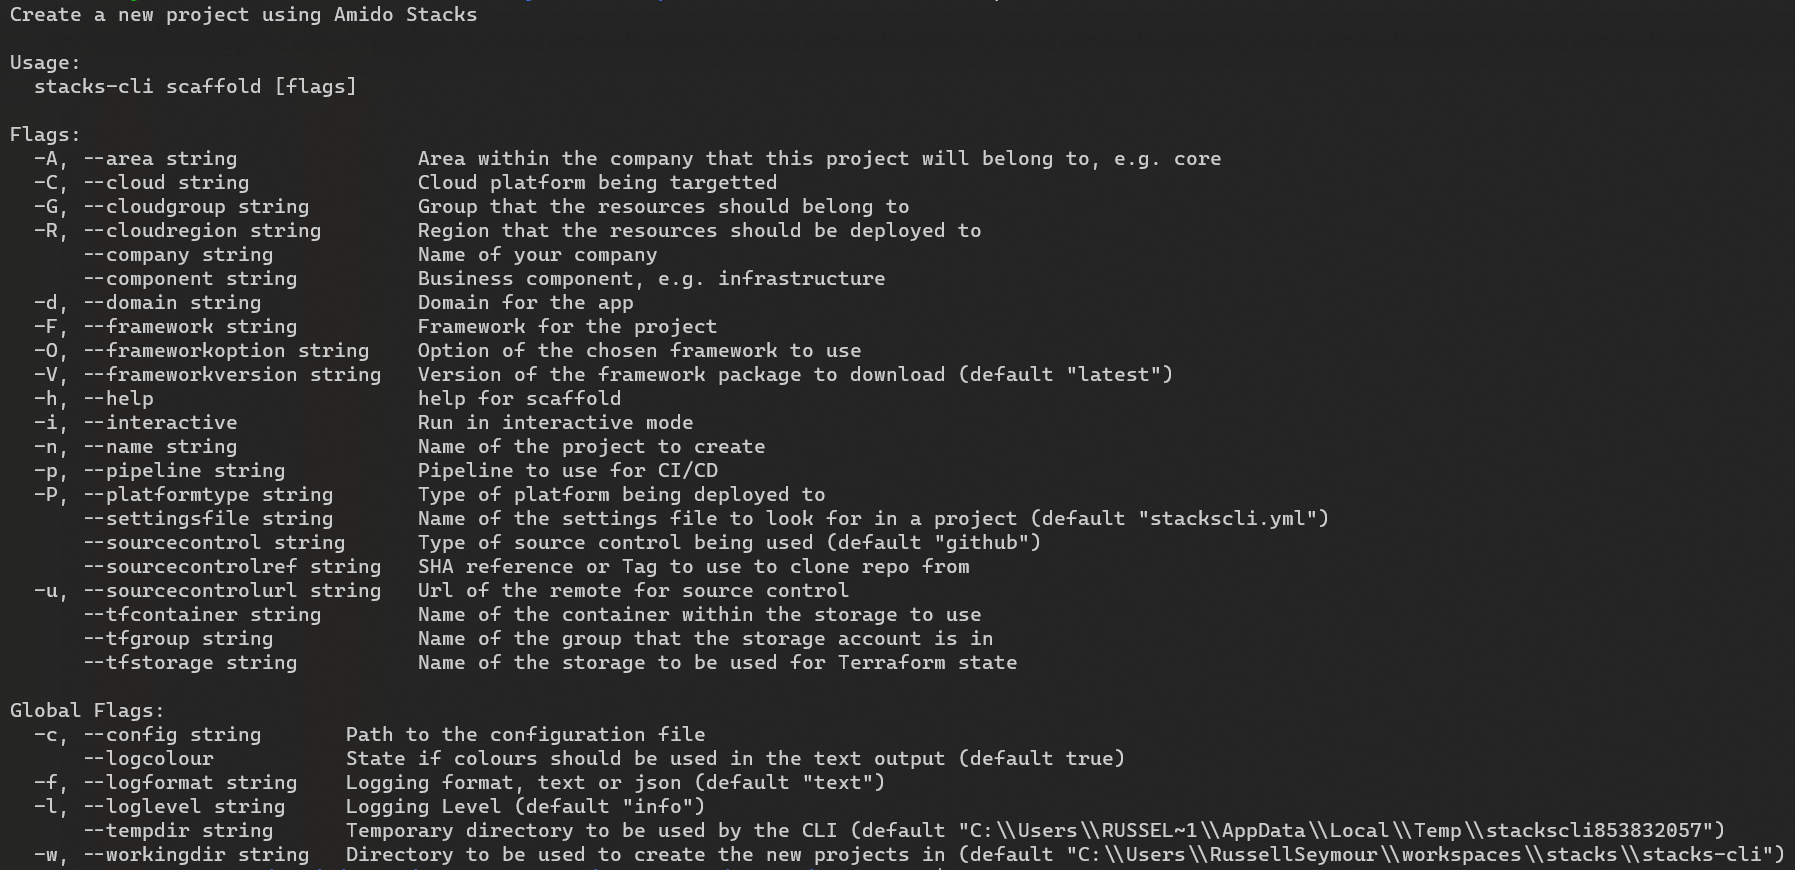 Create a new project using Amido Stacks

Usage:
  stacks-cli scaffold [flags]

Flags:
  -A, --area string               Area within the company that this project will belong to, e.g. core
  -C, --cloud string              Cloud platform being targetted
  -G, --cloudgroup string         Group that the resources should belong to
  -R, --cloudregion string        Region that the resources should be deployed to
      --company string            Name of your company
      --component string          Business component, e.g. infrastructure
  -d, --domain string             Domain for the app
  -F, --framework string          Framework for the project
  -O, --frameworkoption string    Option of the chosen framework to use
  -V, --frameworkversion string   Version of the framework package to download (default "latest")
  -h, --help                      help for scaffold
  -i, --interactive               Run in interactive mode
  -n, --name string               Name of the project to create
  -p, --pipeline string           Pipeline to use for CI/CD
  -P, --platformtype string       Type of platform being deployed to
      --settingsfile string       Name of the settings file to look for in a project (default "stackscli.yml")
      --sourcecontrol string      Type of source control being used (default "github")
      --sourcecontrolref string   SHA reference or Tag to use to clone repo from
  -u, --sourcecontrolurl string   Url of the remote for source control
      --tfcontainer string        Name of the container within the storage to use
      --tfgroup string            Name of the group that the storage account is in
      --tfstorage string          Name of the storage to be used for Terraform state

Global Flags:
  -c, --config string       Path to the configuration file
      --logcolour           State if colours should be used in the text output (default true)
  -f, --logformat string    Logging format, text or json (default "text")
  -l, --loglevel string     Logging Level (default "info")
      --tempdir string      Temporary directory to be used by the CLI (default "C:\\Users\\RUSSEL~1\\AppData\\Local\\Temp\\stackscli853832057")
  -w, --workingdir string   Directory to be used to create the new projects in (default "C:\\Users\\RussellSeymour\\workspaces\\stacks\\stacks-cli")